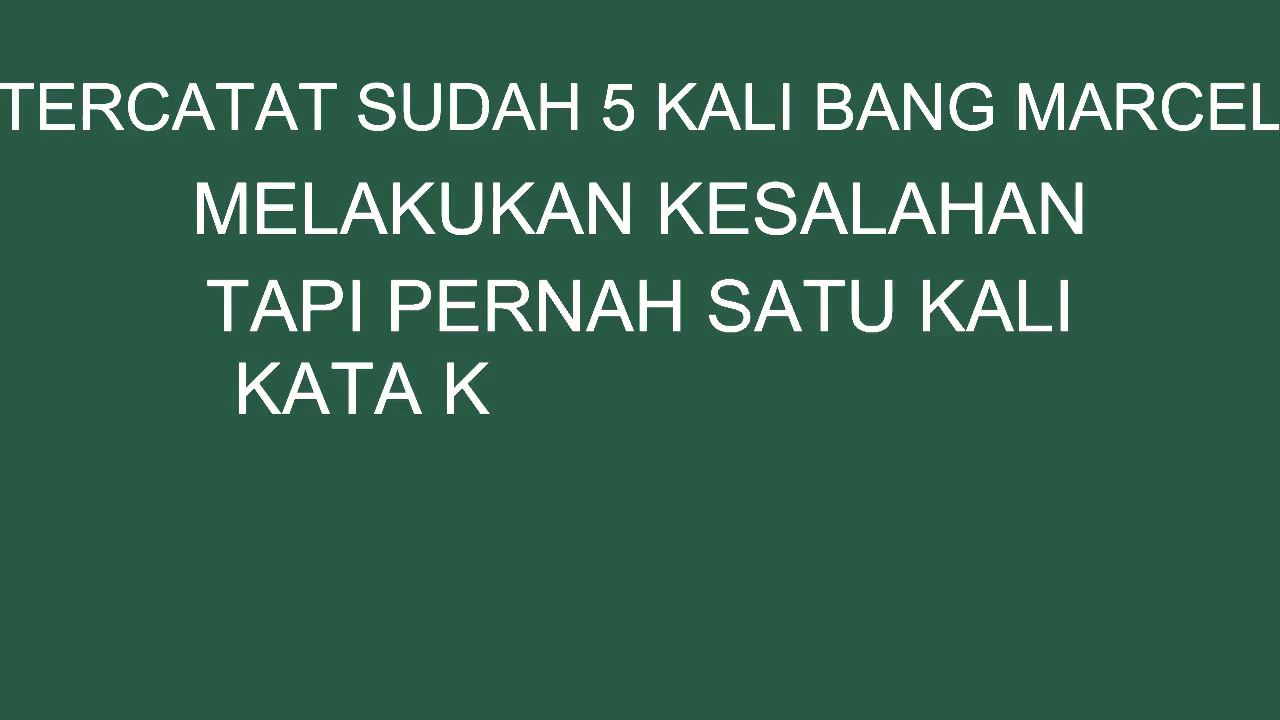 TERCATAT SUDAH 5 KALI BANG MARCEL
MELAKUKAN KESALAHAN
TAPI PERNAH SATU KALI
KATA K